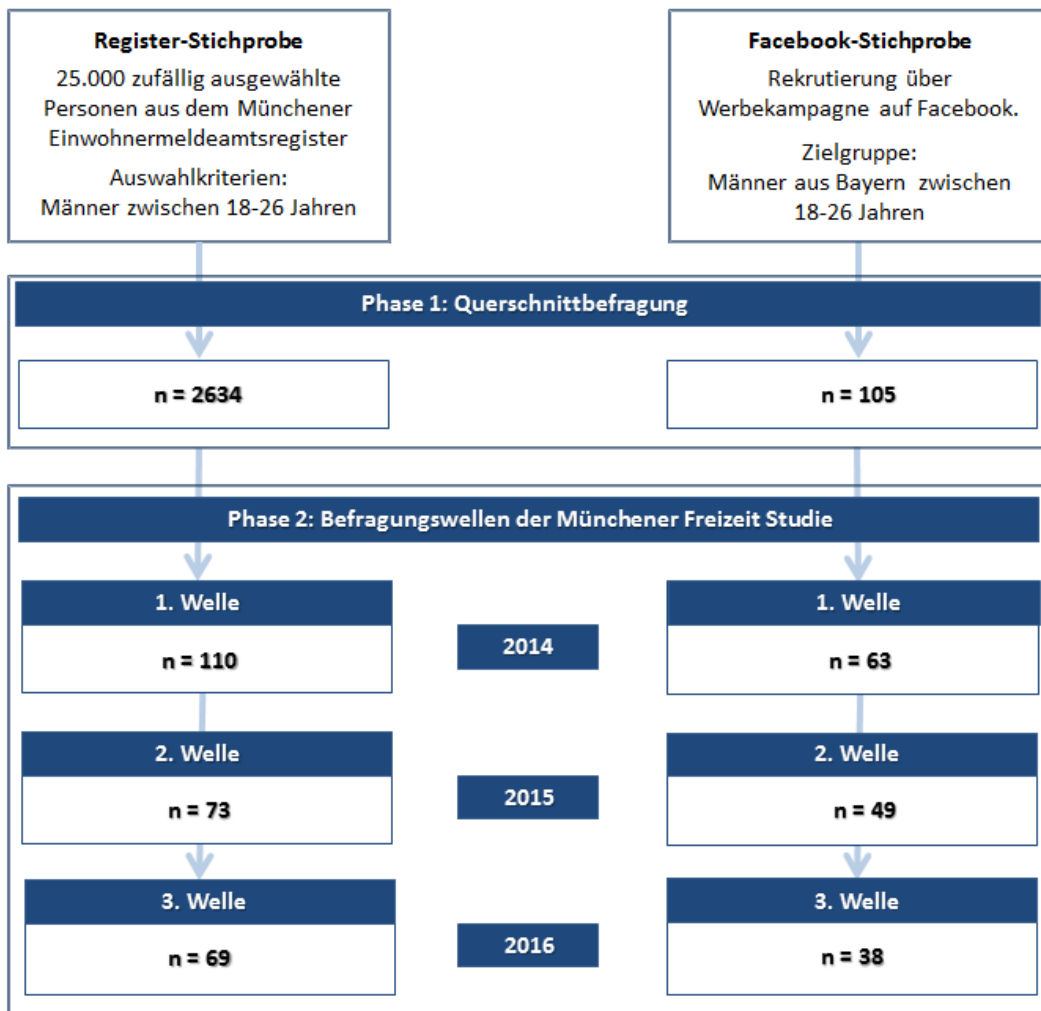 Register-Stichprobe
25.000 zufällig ausgewählte
Personen aus dem Münchener
Einwohnermeldeamtsregister
Auswahlkriterien:
Männer zwischen 18-26 Jahren
Facebook-Stichprobe
Rekrutierung über
Werbekampagne auf Facebook.
Zielgruppe:
Männer aus Bayern zwischen
18-26 Jahren
Phase 1: Querschnittbefragung
n = 2634
n = 105
Phase 2: Befragungswellen der Münchener Freizeit Studie
1. Welle
n = 110
2014
1. Welle
n = 63
2. Welle
n = 73
2015
2. Welle
n = 49
3. Welle
n = 69
2016
3. Welle
n = 38